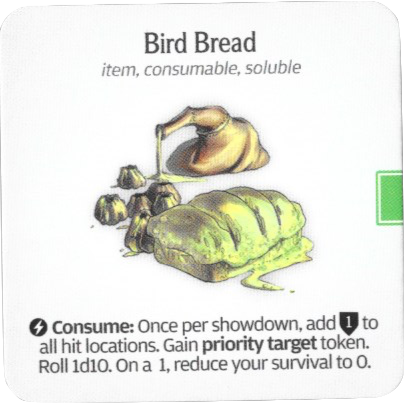 Bird Bread
item, consumable, soluble
Consume: Once per showdown, add 1 to
all hit locations. Gain priority target token.
Roll 1d10. On a 1, reduce your survival to 0.